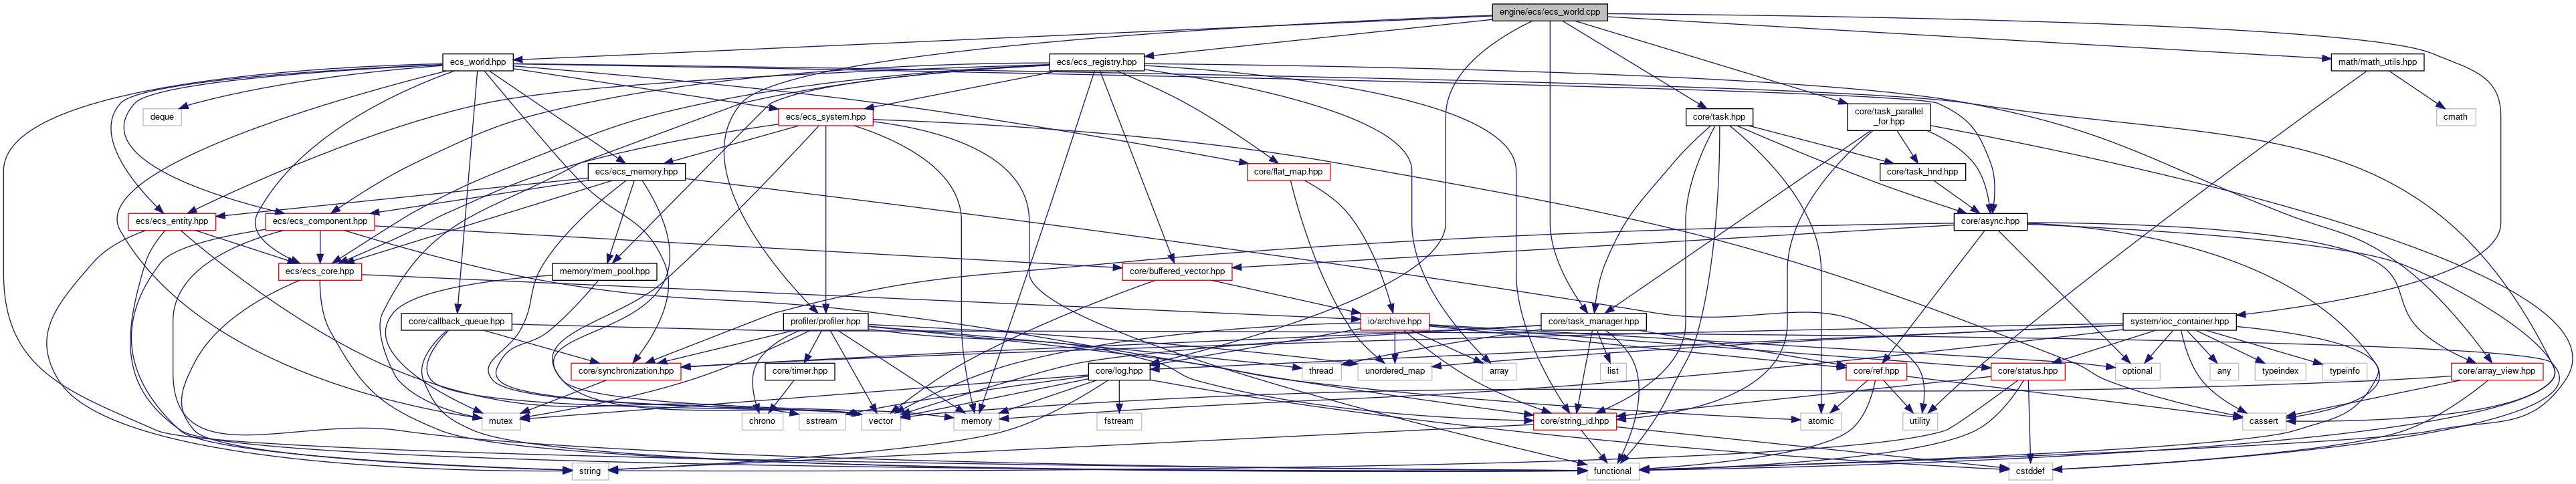 engine/ecs/ecs_world.cpp
ecs_world.hpp
ecs/ecs_registry.hpp
math/math_utils.hpp
deque
ecs/ecs_system.hpp
core/task.hpp
core/task_parallel
_for.hpp
cmath
ecs/ecs_memory.hpp
core/flat_map.hpp
core/task_hnd.hpp
ecs/ecs_entity.hpp
ecs/ecs_component.hpp
core/async.hpp
ecs/ecs_core.hpp
memory/mem_pool.hpp
core/buffered_vector.hpp
core/callback_queue.hpp
profiler/profiler.hpp
io/archive.hpp
core/task_manager.hpp
system/ioc_container.hpp
core/synchronization.hpp
core/timer.hpp
core/log.hpp
thread
unordered_map
array
list
core/ref.hpp
core/status.hpp
optional
any
typeindex
typeinfo
core/array_view.hpp
mutex
chrono
sstream
vector
memory
fstream
core/string_id.hpp
atomic
utility
cassert
string
functional
cstddef